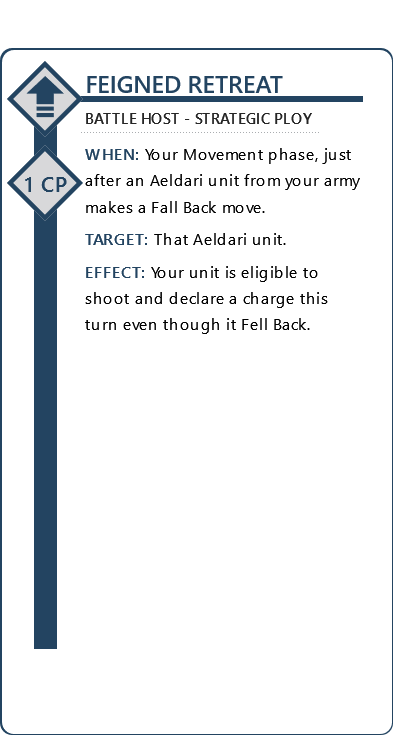 FEIGNED RETREAT
BATTLE HOST - STRATEGIC PLOY
1 CP
WHEN: Your Movement phase, just
after an Aeldari unit from your army
makes a Fall Back move.
TARGET: That Aeldari unit.
EFFECT: Your unit is eligible to
shoot and declare a charge this
turn even though it Fell Back.